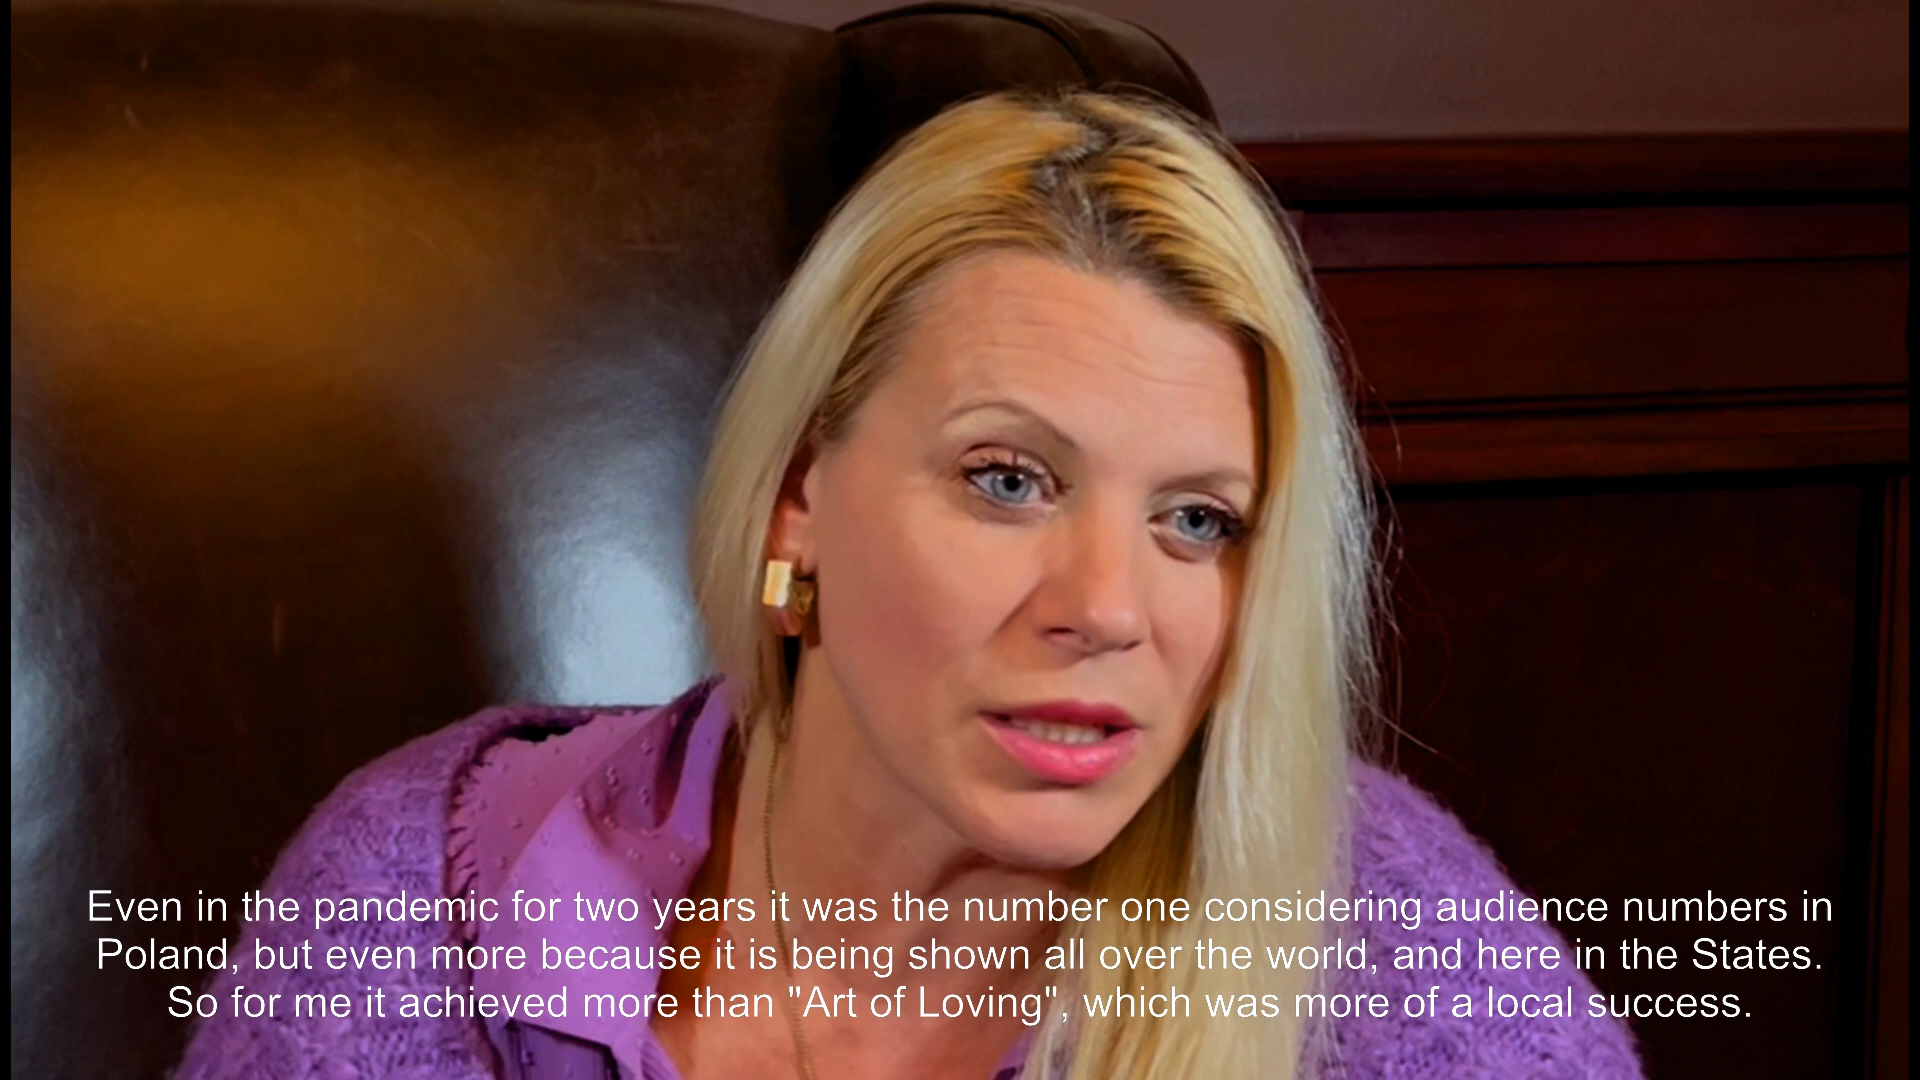 Even in the pandemic for two years it was the number one considering audience numbers in
Poland, but even more because it is being shown all over the world, and here in the States.
So for me it achieved more than "Art of Loving", which was more of a local success.